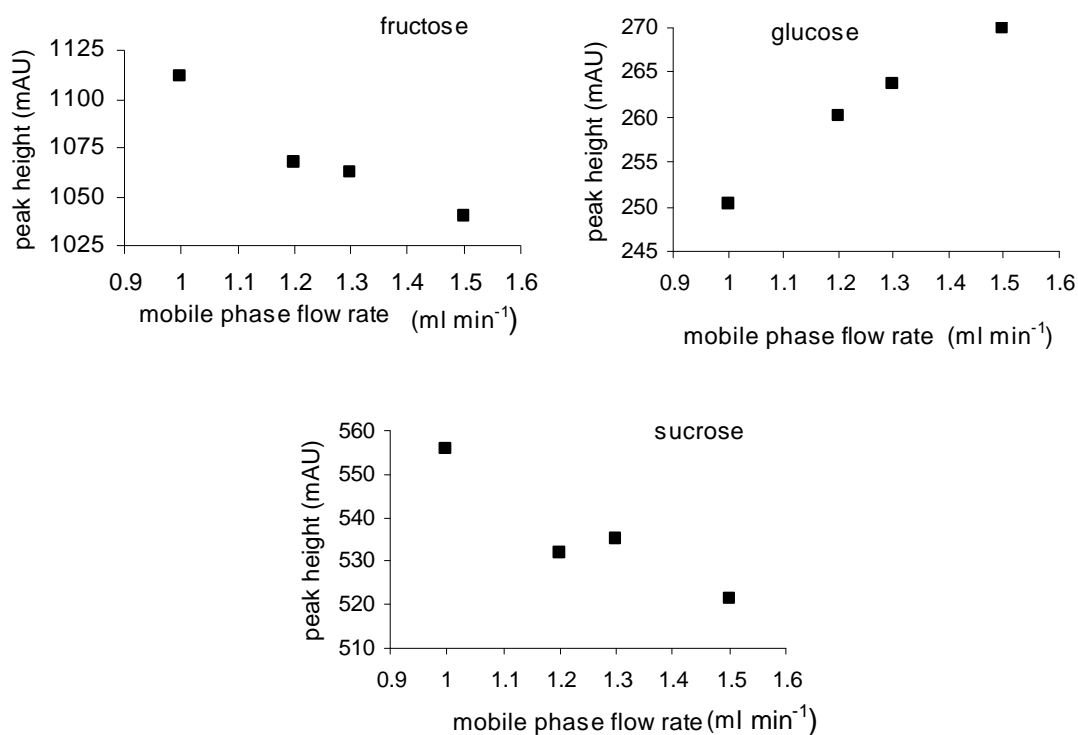 fructose
peak height (mAU)
1125
1100
1075
1050
1025
0.9 1 1.1 1.2 1.3 1.4 1.5 1.6
mobile phase flow rate (ml min-1)
glucose
peak height (mAU)
270
265
260
255
250
245
0.9 1 1.1 1.2 1.3 1.4 1.5 1.6
mobile phase flow rate (ml min-1)
sucrose
peak height (mAU)
560
550
540
530
520
510
0.9 1 1.1 1.2 1.3 1.4 1.5 1.6
mobile phase flow rate (ml min-1)